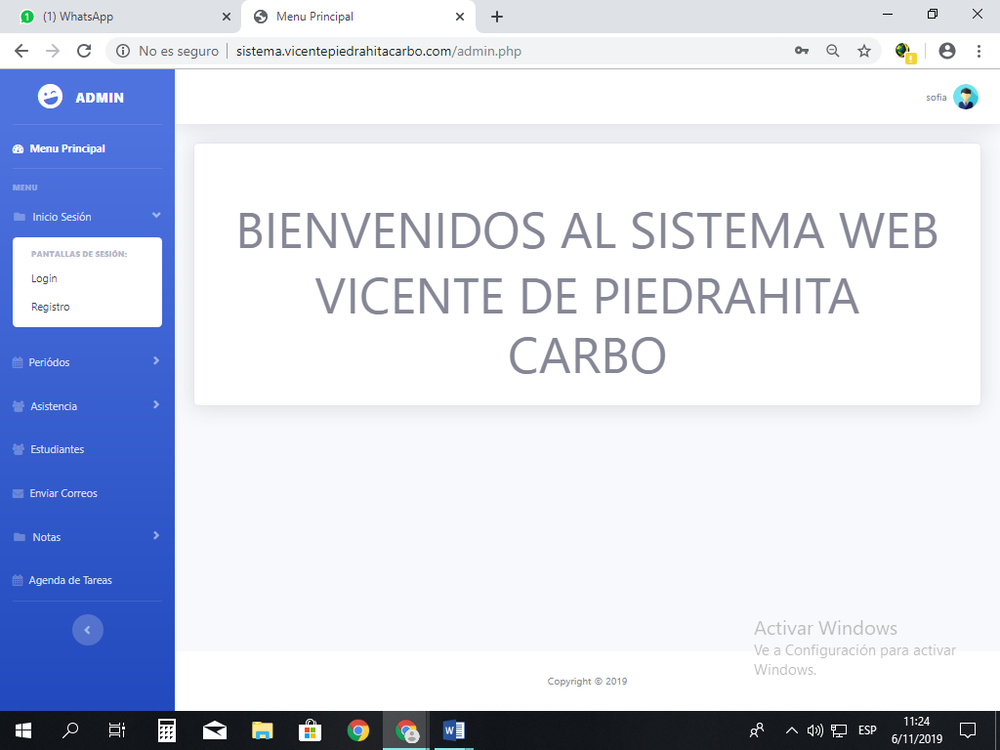 (1) WhatsApp
Menu Principal
No es seguro | sistema.vicentepiedrahitacarbo.com/admin.php
ADMIN
sofia
Menu Principal
MENU
Inicio Sesión
PANTALLAS DE SESIÓN:
Login
Registro
Periódos
Asistencia
Estudiantes
Enviar Correos
Notas
Agenda de Tareas
BIENVENIDOS AL SISTEMA WEB
VICENTE DE PIEDRAHITA
CARBO
Activar Windows
Ve a Configuración para activar
Windows.
Copyright © 2019
ESP
11:24
6/11/2019